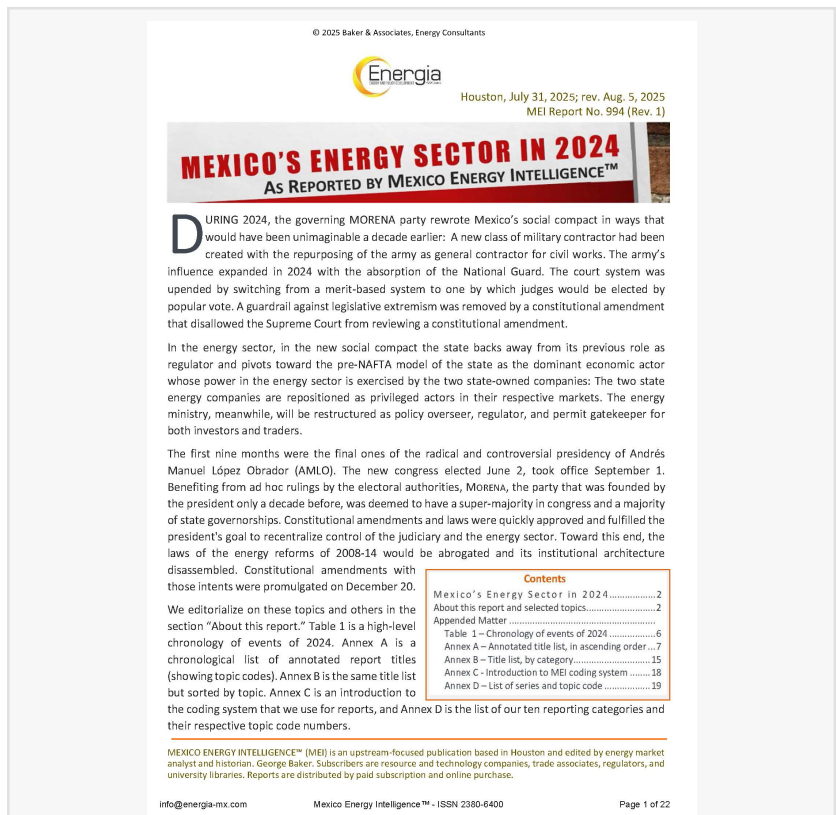 © 2025 Baker & Associates, Energy Consultants
Energia
Houston, July 31, 2025; rev. Aug. 5, 2025
MEI Report No. 994 (Rev. 1)
MEXICO'S ENERGY SECTOR IN 2024
AS REPORTED BY MEXICO ENERGY INTELLIGENCE™
DURING 2024, the governing MORENA party rewrote Mexico's social compact in ways that
would have been unimaginable a decade earlier: A new class of military contractor had been
created with the repurposing of the army as general contractor for civil works. The army's
influence expanded in 2024 with the absorption of the National Guard. The court system was
upended by switching from a merit-based system to one by which judges would be elected by
popular vote. A guardrail against legislative extremism was removed by a constitutional amendment
that disallowed the Supreme Court from reviewing a constitutional amendment.
In the energy sector, in the new social compact the state backs away from its previous role as
regulator and pivots toward the pre-NAFTA model of the state as the dominant economic actor
whose power in the energy sector is exercised by the two state-owned companies: The two state
energy companies are repositioned as privileged actors in their respective markets. The energy
ministry, meanwhile, will be restructured as policy overseer, regulator, and permit gatekeeper for
both investors and traders.
The first nine months were the final ones of the radical and controversial presidency of Andrés
Manuel López Obrador (AMLO). The new congress elected June 2, took office September 1.
Benefiting from ad hoc rulings by the electoral authorities, MORENA, the party that was founded by
the president only a decade before, was deemed to have a super-majority in congress and a majority
of state governorships. Constitutional amendments and laws were quickly approved and fulfilled the
president's goal to recentralize control of the judiciary and the energy sector. Toward this end, the
laws of the energy reforms of 2008-14 would be abrogated and its institutional architecture
disassembled. Constitutional amendments with
those intents were promulgated on December 20.
We editorialize on these topics and others in the
section "About this report." Table 1 is a high-level
chronology of events of 2024. Annex A is a
chronological list of annotated report titles
(showing topic codes). Annex B is the same title list
but sorted by topic. Annex C is an introduction to
the coding system that we use for reports, and Annex D is the list of our ten reporting categories and
their respective topic code numbers.
Contents
Mexico's Energy Sector in 2024................2
About this report and selected topics..........................2
Appended Matter ......................................................
Table 1 – Chronology of events of 2024 .................6
Annex A – Annotated title list, in ascending order...7
Annex B – Title list, by category............................15
Annex C - Introduction to MEI coding system .......18
Annex D – List of series and topic code .................19
MEXICO ENERGY INTELLIGENCE™ (MEI) is an upstream-focused publication based in Houston and edited by energy market
analyst and historian. George Baker. Subscribers are resource and technology companies, trade associates, regulators, and
university libraries. Reports are distributed by paid subscription and online purchase.
info@energia-mx.com Mexico Energy Intelligence™ - ISSN 2380-6400 Page 1 of 22